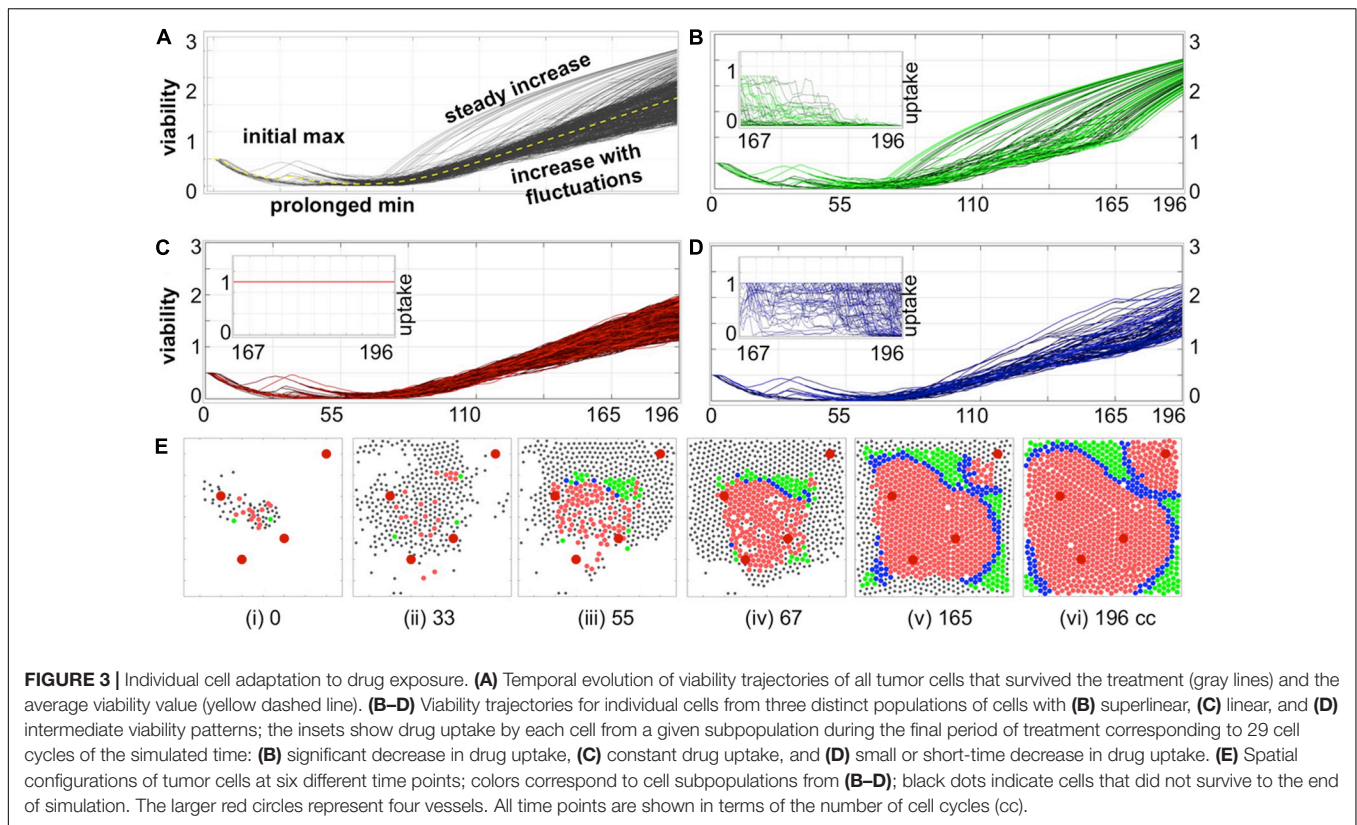 A
3
2
1
0
viability
initial max
steady increase
prolonged min
increase with
fluctuations
B
3
2
1
0
1
0
uptake
167 196
0 55 110 165 196
C
3
2
1
0
viability
1
0
uptake
167 196
0 55 110 165 196
D
3
2
1
0
1
0
uptake
167 196
0 55 110 165 196
E
(i) 0 (ii) 33 (iii) 55 (iv) 67 (v) 165 (vi) 196 cc
FIGURE 3 | Individual cell adaptation to drug exposure. (A) Temporal evolution of viability trajectories of all tumor cells that survived the treatment (gray lines) and the
average viability value (yellow dashed line). (B–D) Viability trajectories for individual cells from three distinct populations of cells with (B) superlinear, (C) linear, and (D)
intermediate viability patterns; the insets show drug uptake by each cell from a given subpopulation during the final period of treatment corresponding to 29 cell
cycles of the simulated time: (B) significant decrease in drug uptake, (C) constant drug uptake, and (D) small or short-time decrease in drug uptake. (E) Spatial
configurations of tumor cells at six different time points; colors correspond to cell subpopulations from (B–D); black dots indicate cells that did not survive to the end
of simulation. The larger red circles represent four vessels. All time points are shown in terms of the number of cell cycles (cc).